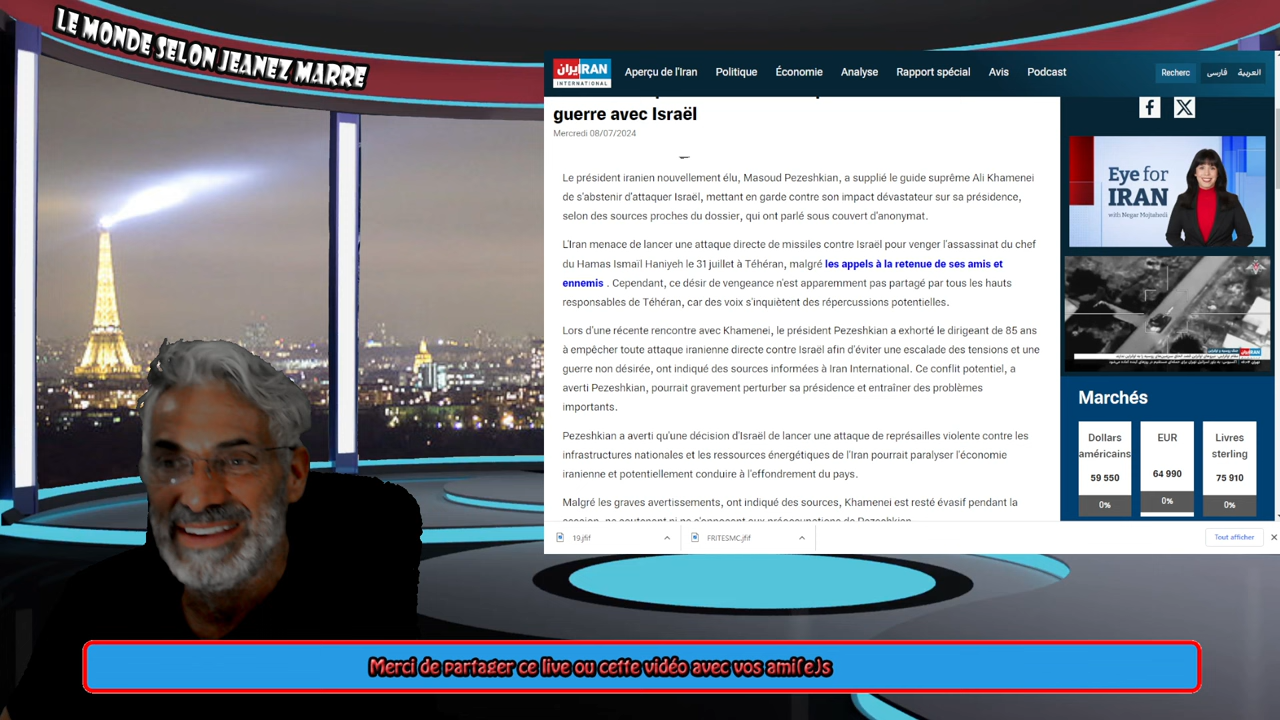 LE MONDE SELON JEANEZ MARRE
ایران IRAN
INTERNATIONAL
Aperçu de l'Iran Politique Économie Analyse Rapport spécial Avis Podcast
Recherc فارسی العربية
guerre avec Israël
Mercredi 08/07/2024
Le président iranien nouvellement élu, Masoud Pezeshkian, a supplié le guide suprême Ali Khamenei
de s'abstenir d'attaquer Israël, mettant en garde contre son impact dévastateur sur sa présidence,
selon des sources proches du dossier, qui ont parlé sous couvert d'anonymat.
L'Iran menace de lancer une attaque directe de missiles contre Israël pour venger l'assassinat du chef
du Hamas Ismaïl Haniyeh le 31 juillet à Téhéran, malgré les appels à la retenue de ses amis et
ennemis . Cependant, ce désir de vengeance n'est apparemment pas partagé par tous les hauts
responsables de Téhéran, car des voix s'inquiètent des répercussions potentielles.
Lors d'une récente rencontre avec Khamenei, le président Pezeshkian a exhorté le dirigeant de 85 ans
à empêcher toute attaque iranienne directe contre Israël afin d'éviter une escalade des tensions et une
guerre non désirée, ont indiqué des sources informées à Iran International. Ce conflit potentiel, a
averti Pezeshkian, pourrait gravement perturber sa présidence et entraîner des problèmes
importants.
Pezeshkian a averti qu'une décision d'Israël de lancer une attaque de représailles violente contre les
infrastructures nationales et les ressources énergétiques de l'Iran pourrait paralyser l'économie
iranienne et potentiellement conduire à l'effondrement du pays.
Malgré les graves avertissements, ont indiqué des sources, Khamenei est resté évasif pendant la
Eye for
IRAN
with Negar Mojtahedi
Marchés
Dollars
américains
59 550
0%
EUR
64 990
0%
Livres
sterling
75 910
0%
19.jfif
FRITESMC.jfif
Tout afficher
Merci de partager ce live ou cette vidéo avec vos ami(e)s